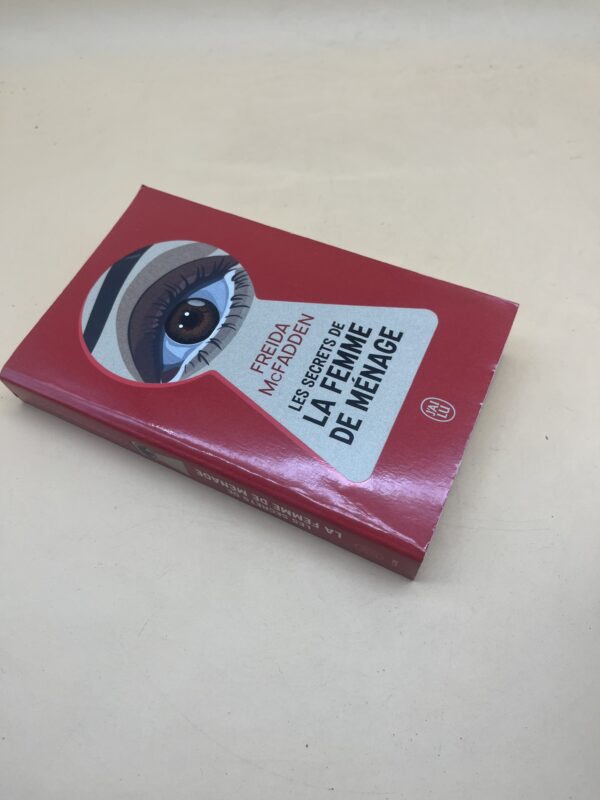 FREIDA
McFADDEN
LES SECRETS DE
LA FEMME
DE MÉNAGE
J'AI
LU
LES SECRETS DE
LA FEMME DE MÉNAGE